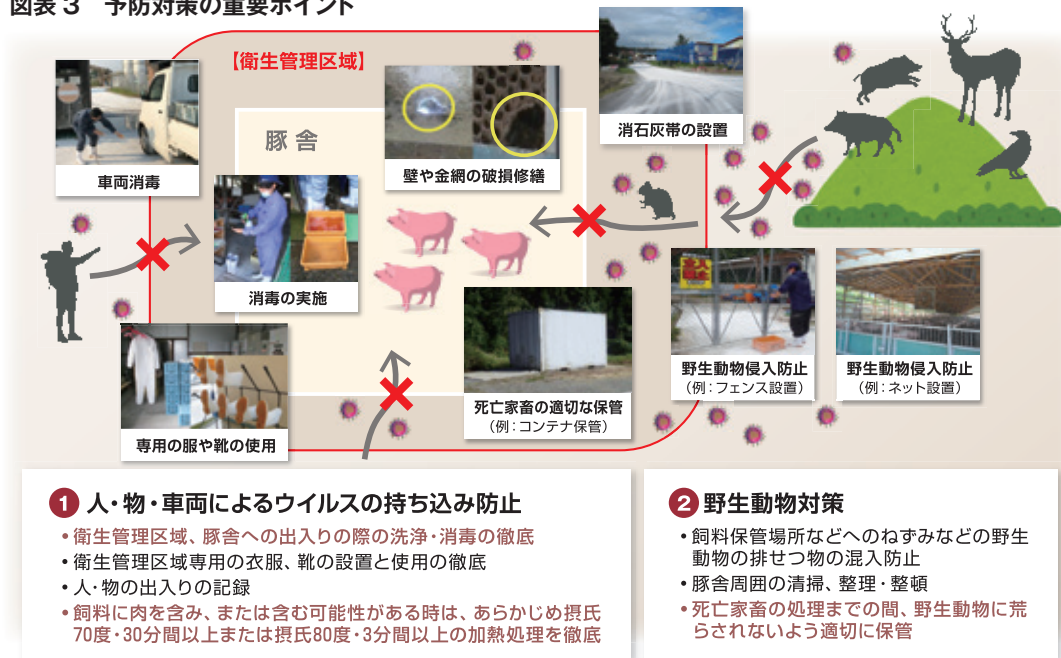 図表3 予防対策の重要ポイント
【衛生管理区域】
豚舎
車両消毒
壁や金網の破損修繕
消石灰帯の設置
消毒の実施
専用の服や靴の使用
死亡家畜の適切な保管
（例：コンテナ保管）
野生動物侵入防止
（例：フェンス設置）
野生動物侵入防止
（例：ネット設置）
1 人・物・車両によるウイルスの持ち込み防止
・衛生管理区域、豚舎への出入りの際の洗浄・消毒の徹底
・衛生管理区域専用の衣服、靴の設置と使用の徹底
・人・物の出入りの記録
・飼料に肉を含み、または含む可能性がある時は、あらかじめ摂氏
70度・30分間以上または摂氏80度・3分間以上の加熱処理を徹底
2 野生動物対策
・飼料保管場所などへのねずみなどの野生
動物の排せつ物の混入防止
・豚舎周囲の清掃、整理・整頓
・死亡家畜の処理までの間、野生動物に荒
らされないよう適切に保管